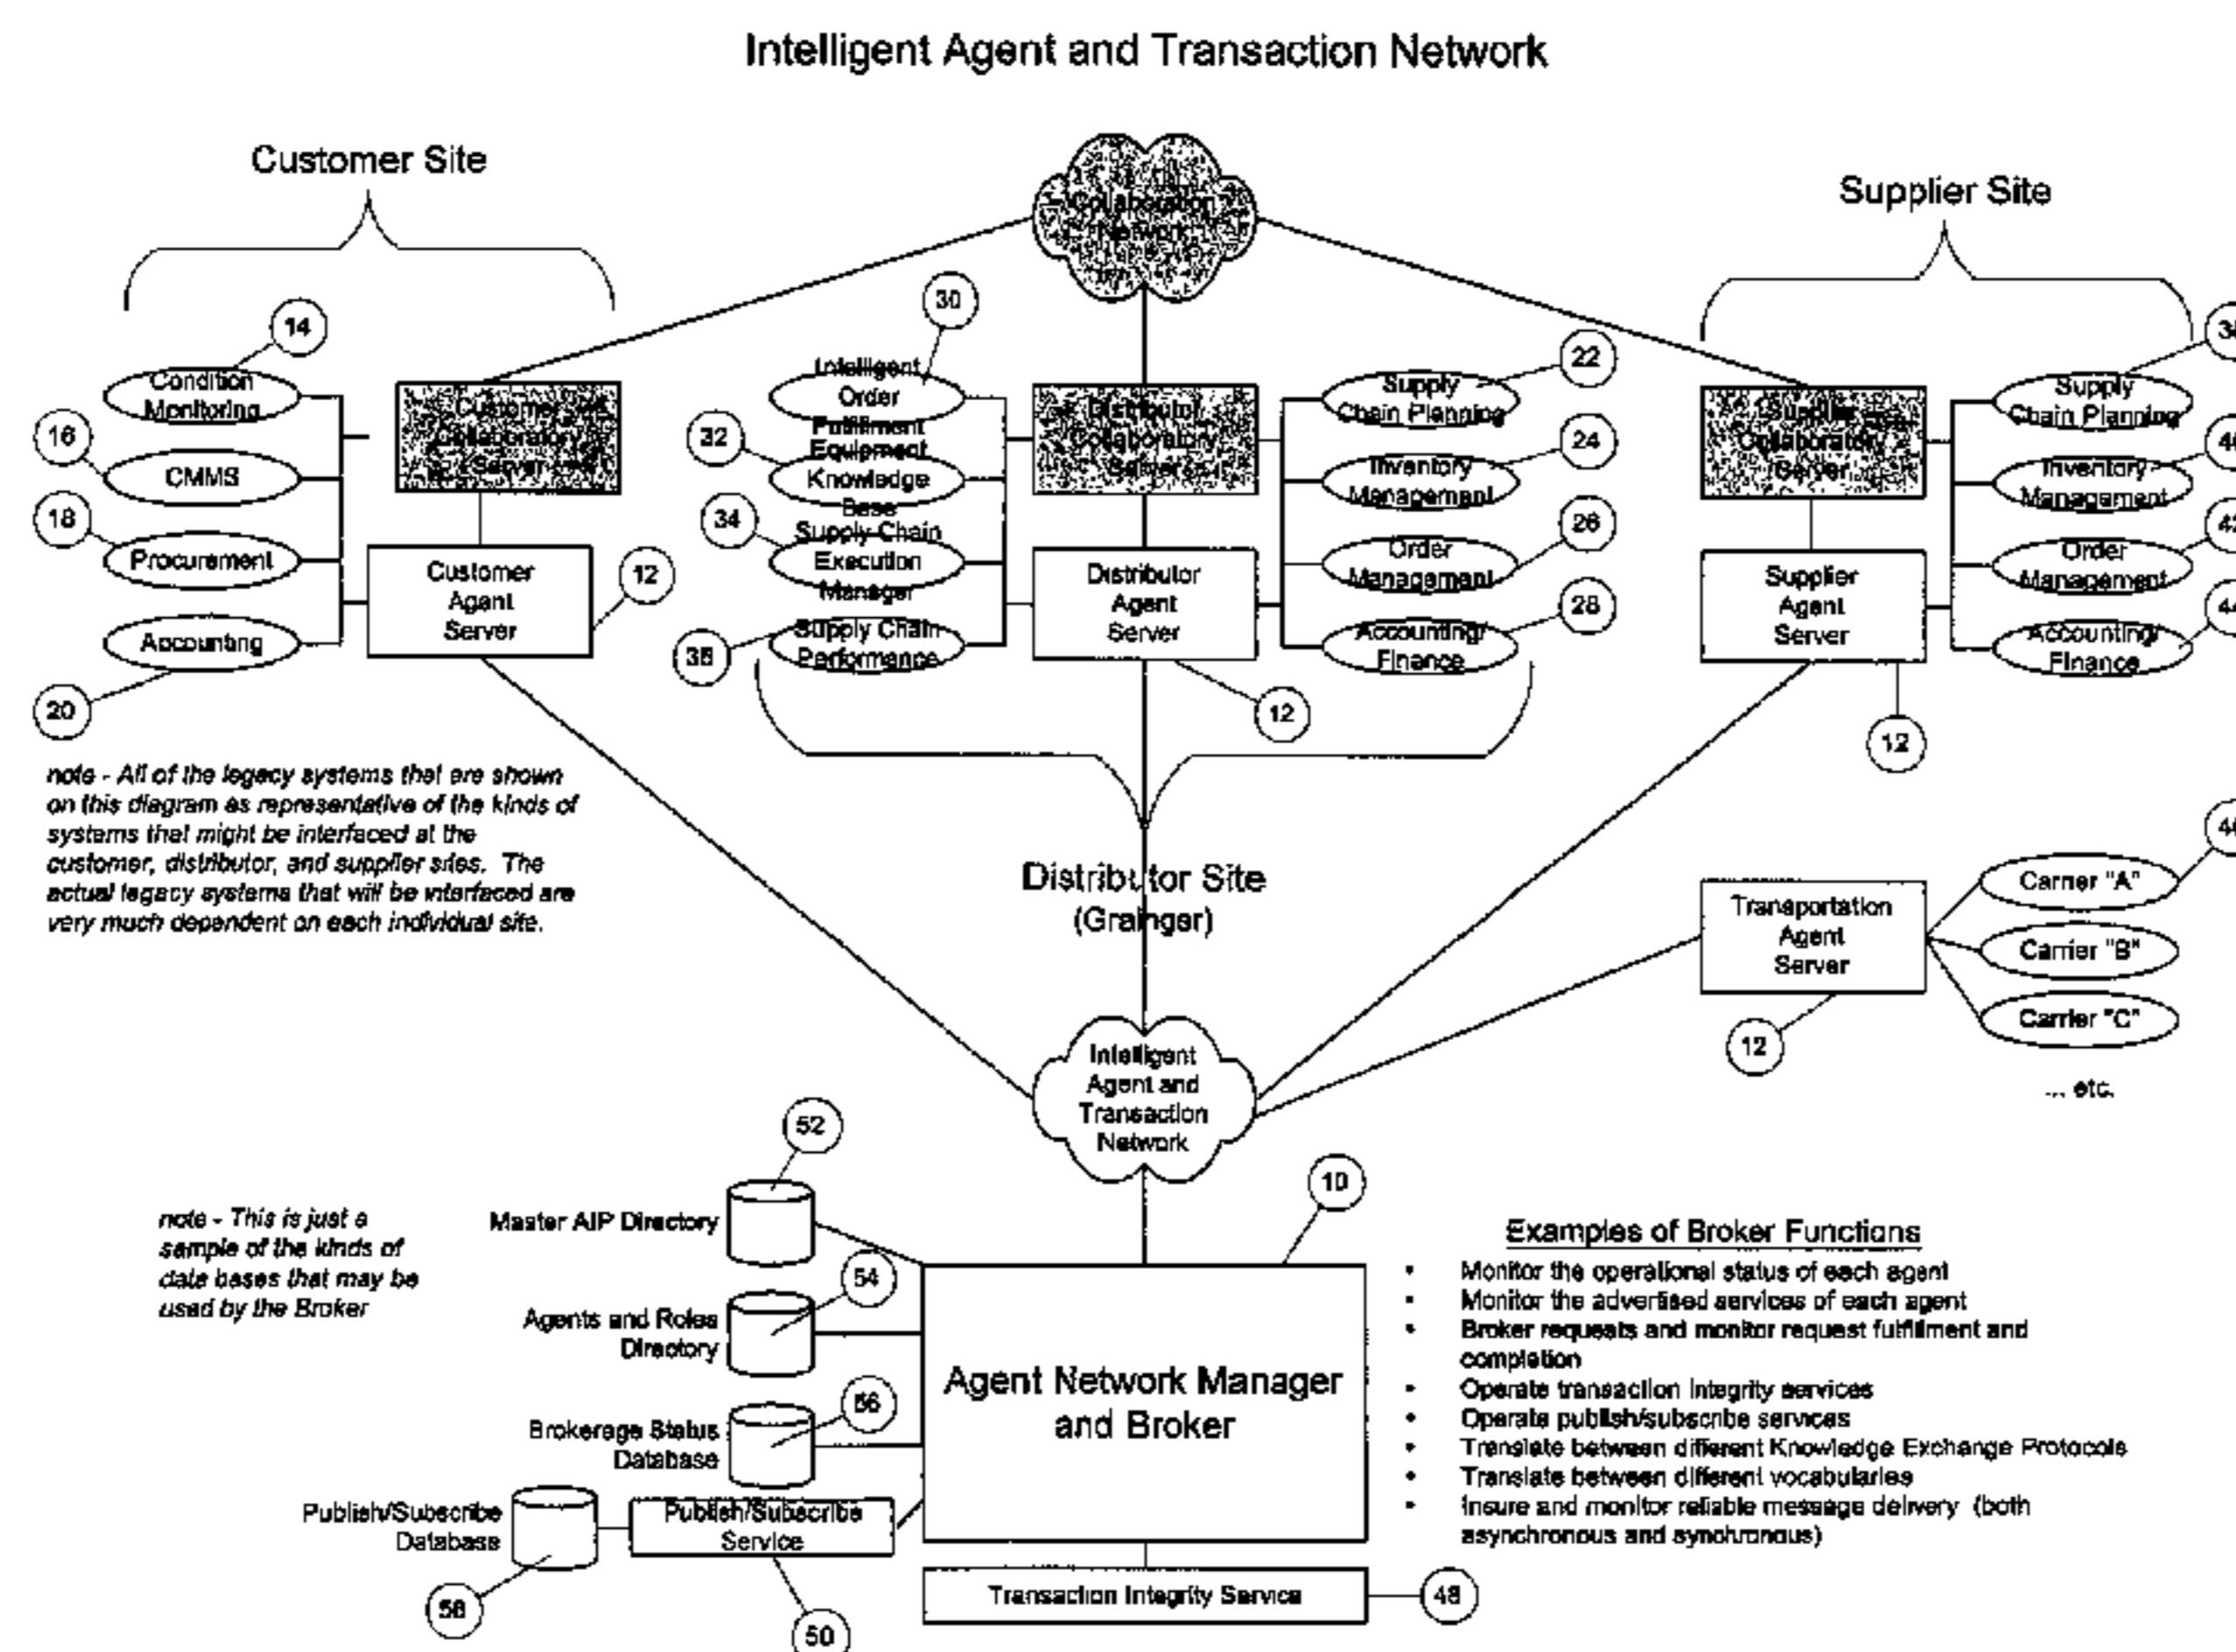 Intelligent Agent and Transaction Network
Customer Site
Collaboration
Network
Supplier Site
14
Condition
Monitoring
16
CMMS
18
Procurement
Accounting
20
Customer
Collaboratory
Server
Customer
Agent
Server
12
30
Intelligent
Order
Fulfillment
32
Equipment
Knowledge
Base
34
Supply Chain
Execution
Manager
Supply Chain
Performance
Distributor
Collaboratory
Server
Distributor
Agent
Server
12
22
Supply
Chain Planning
24
Inventory
Management
26
Order
Management
28
Accounting/
Finance
Supplier
Collaboratory
Server
Supplier
Agent
Server
12
Supply
Chain Planning
Inventory
Management
Order
Management
Accounting/
Finance
note - All of the legacy systems that are shown
on this diagram as representative of the kinds of
systems that might be interfaced at the
customer, distributor, and supplier sites. The
actual legacy systems that will be interfaced are
very much dependent on each individual site.
Distributor Site
(Grainger)
Transportation
Agent
Server
12
Carrier "A"
Carrier "B"
Carrier "C"
... etc.
Intelligent
Agent and
Transaction
Network
52
Master AIP Directory
54
Agents and Roles
Directory
56
Brokerage Status
Database
Publish/Subscribe
Database
58
Publish/Subscribe
Service
50
note - This is just a
sample of the kinds of
data bases that may be
used by the Broker
10
Agent Network Manager
and Broker
Transaction Integrity Service
48
Examples of Broker Functions
• Monitor the operational status of each agent
• Monitor the advertised services of each agent
• Broker requests and monitor request fulfillment and
completion
• Operate transaction integrity services
• Operate publish/subscribe services
• Translate between different Knowledge Exchange Protocols
• Translate between different vocabularies
• Insure and monitor reliable message delivery (both
asynchronous and synchronous)